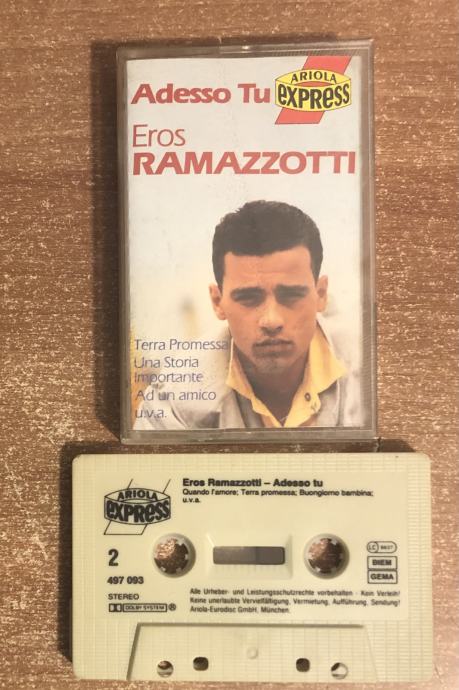 Adesso Tu
ARIOLA
EXPRESS
Eros
RAMAZZOTTI
Terra Promessa
Una Storia
Importante
Ad un amico
u.v.a.
ARIOLA
EXPRESS
Eros Ramazzotti – Adesso tu
Quando l'amore; Terra promessa; Buongiorno bambina;
u.v.a.
2
497 093
STEREO
DOLBY SYSTEM ®
LC
BIEM
GEMA
Alle Urheber- und Leistungsschutzrechte vorbehalten · Kein Verleih!
Keine unerlaubte Vervielfältigung, Vermietung, Aufführung, Sendung!
Ariola-Eurodisc GmbH, München.